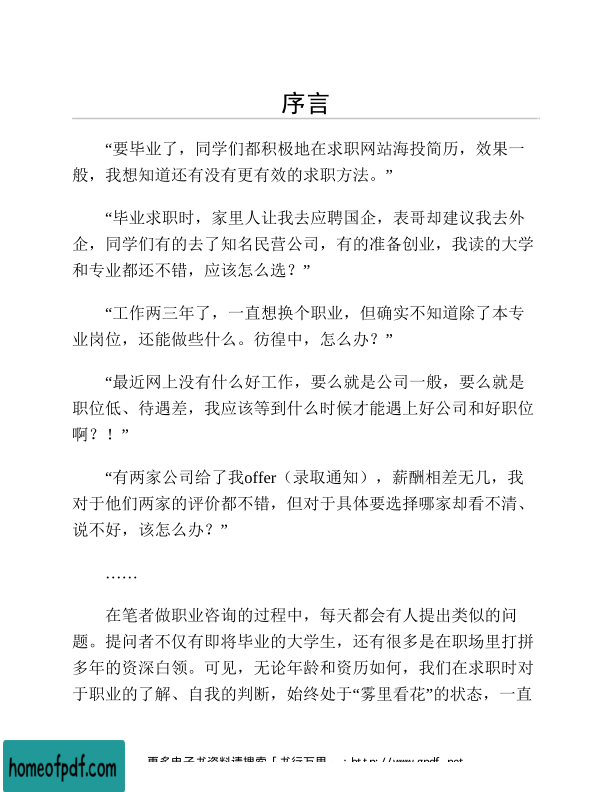 序言
“要毕业了，同学们都积极地在求职网站海投简历，效果一
般，我想知道还有没有更有效的求职方法。”
“毕业求职时，家里人让我去应聘国企，表哥却建议我去外
企，同学们有的去了知名民营公司，有的准备创业，我读的大学
和专业都还不错，应该怎么选？”
“工作两三年了，一直想换个职业，但确实不知道除了本专
业岗位，还能做些什么。彷徨中，怎么办？”
“最近网上没有什么好工作，要么就是公司一般，要么就是
职位低、待遇差，我应该等到什么时候才能遇上好公司和好职位
啊？！”
“有两家公司给了我offer（录取通知），薪酬相差无几，我
对于他们两家的评价都不错，但对于具体要选择哪家却看不清、
说不好，该怎么办？”
……
在笔者做职业咨询的过程中，每天都会有人提出类似的问
题。提问者不仅有即将毕业的大学生，还有很多是在职场里打拼
多年的资深白领。可见，无论年龄和资历如何，我们在求职时对
于职业的了解、自我的判断，始终处于“雾里看花”的状态，一直
homeofpdf.com